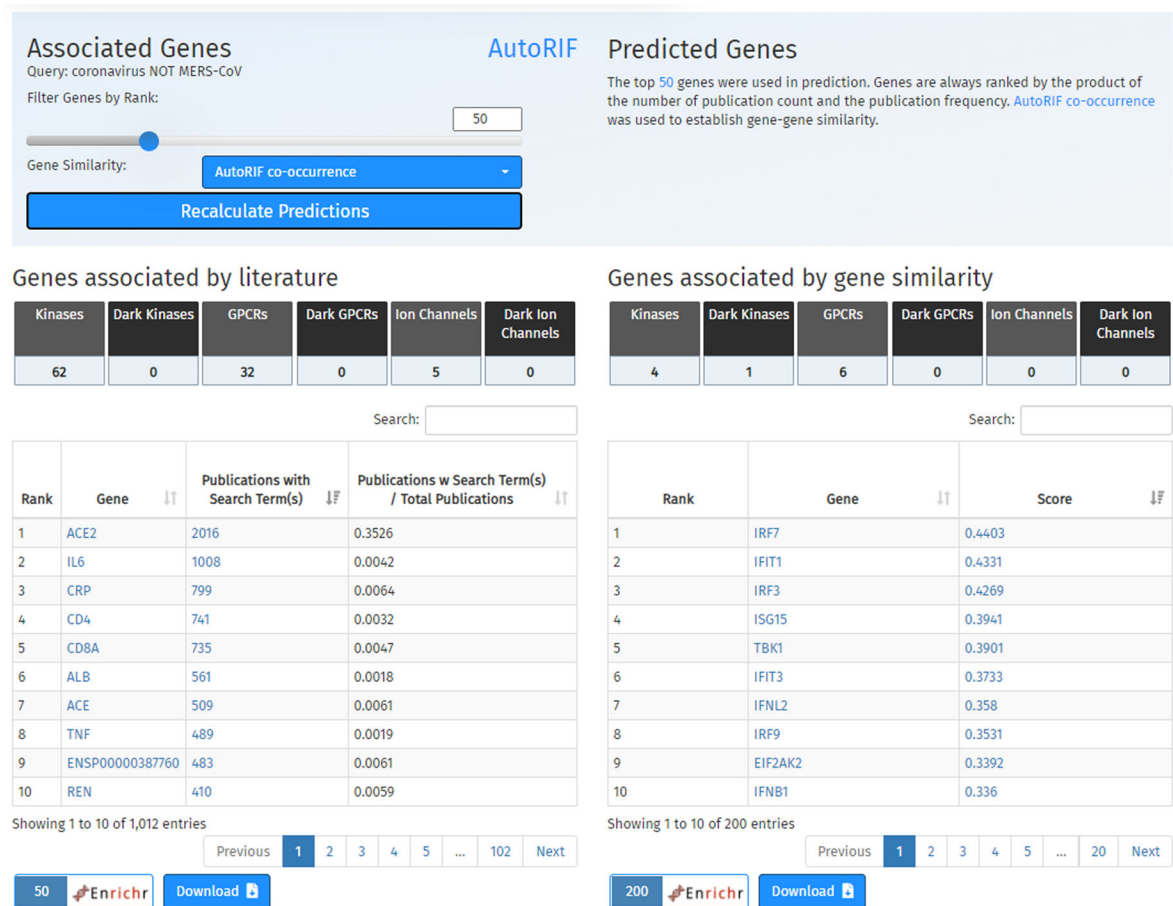 Associated Genes
AutoRIF
Query: coronavirus NOT MERS-CoV
Filter Genes by Rank:
50
Gene Similarity:
AutoRIF co-occurrence
Recalculate Predictions
Predicted Genes
The top 50 genes were used in prediction. Genes are always ranked by the product of
the number of publication count and the publication frequency. AutoRIF co-occurrence
was used to establish gene-gene similarity.
Genes associated by literature
Kinases Dark Kinases GPCRs Dark GPCRs Ion Channels Dark Ion
Channels
62 0 32 0 5 0
Search:
Rank Gene Publications with
Search Term(s) Publications w Search Term(s)
/ Total Publications
1 ACE2 2016 0.3526
2 IL6 1008 0.0042
3 CRP 799 0.0064
4 CD4 741 0.0032
5 CD8A 735 0.0047
6 ALB 561 0.0018
7 ACE 509 0.0061
8 TNF 489 0.0019
9 ENSP00000387760 483 0.0061
10 REN 410 0.0059
Showing 1 to 10 of 1,012 entries
Previous 1 2 3 4 5 ... 102 Next
50 Enrichr Download
Genes associated by gene similarity
Kinases Dark Kinases GPCRs Dark GPCRs Ion Channels Dark Ion
Channels
4 1 6 0 0 0
Search:
Rank Gene Score
1 IRF7 0.4403
2 IFIT1 0.4331
3 IRF3 0.4269
4 ISG15 0.3941
5 TBK1 0.3901
6 IFIT3 0.3733
7 IFNL2 0.358
8 IRF9 0.3531
9 EIF2AK2 0.3392
10 IFNB1 0.336
Showing 1 to 10 of 200 entries
Previous 1 2 3 4 5 ... 20 Next
200 Enrichr Download